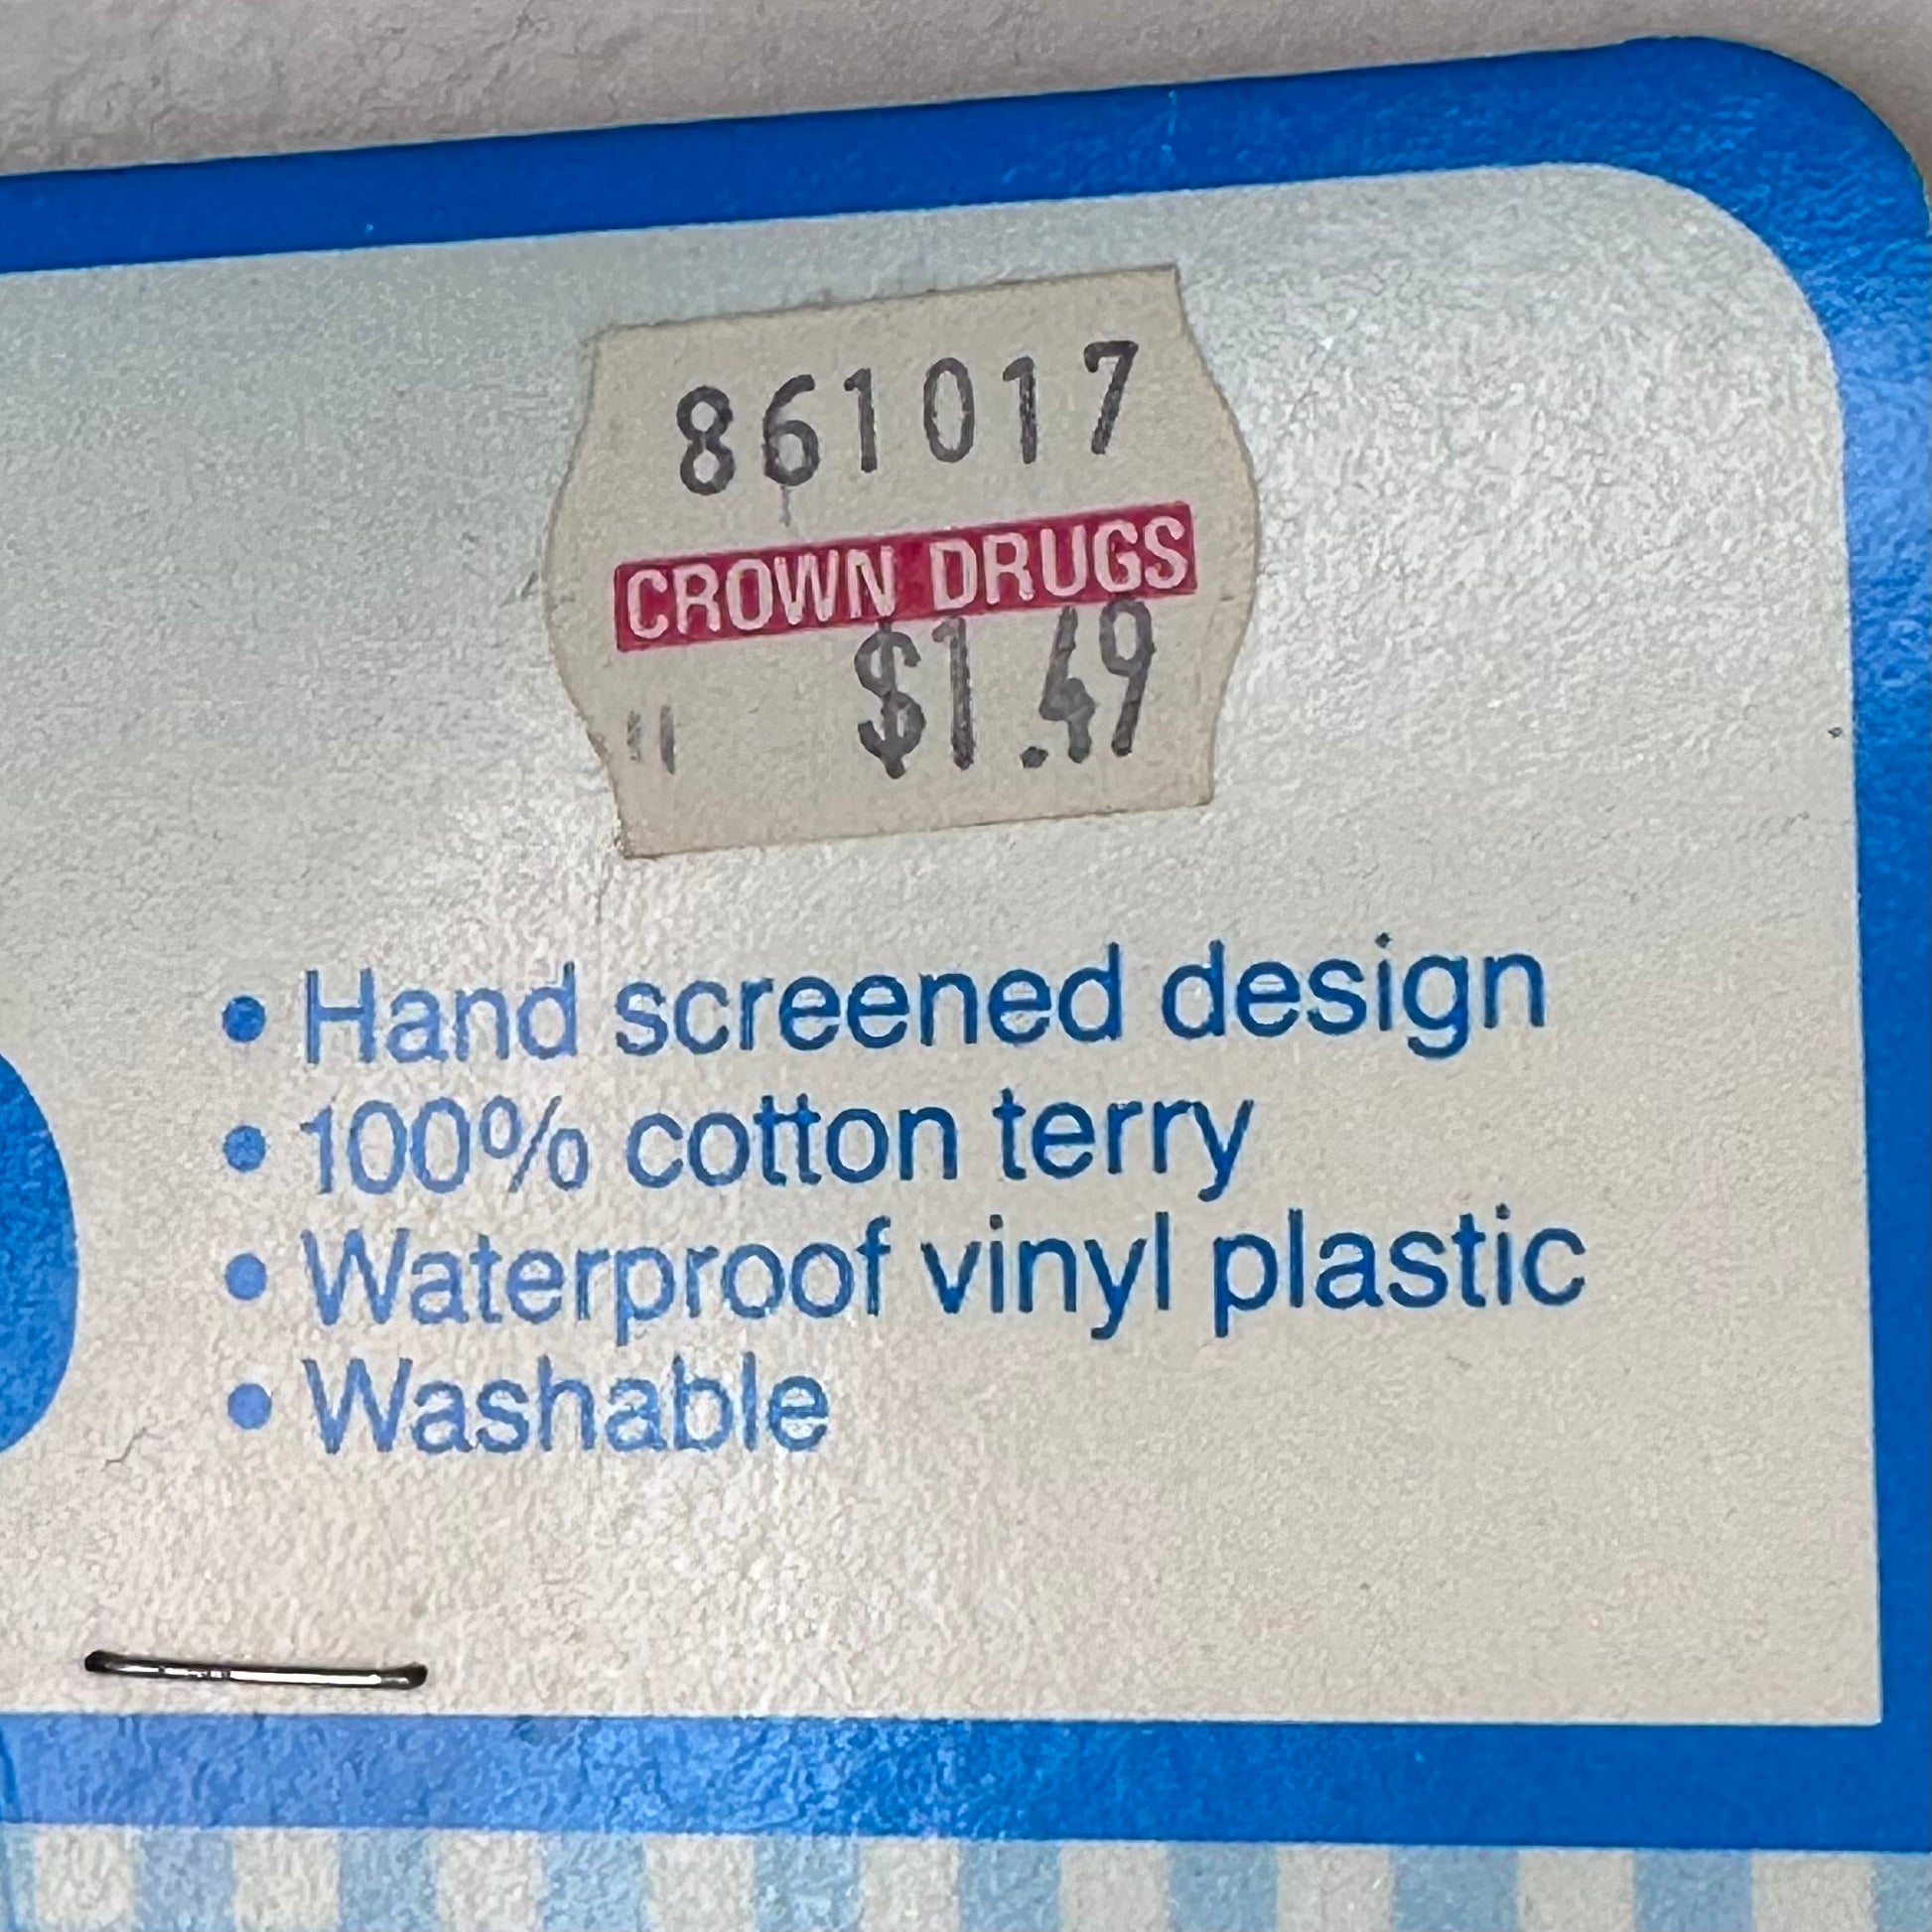 861017
CROWN DRUGS
$1.49
• Hand screened design
• 100% cotton terry
• Waterproof vinyl plastic
• Washable